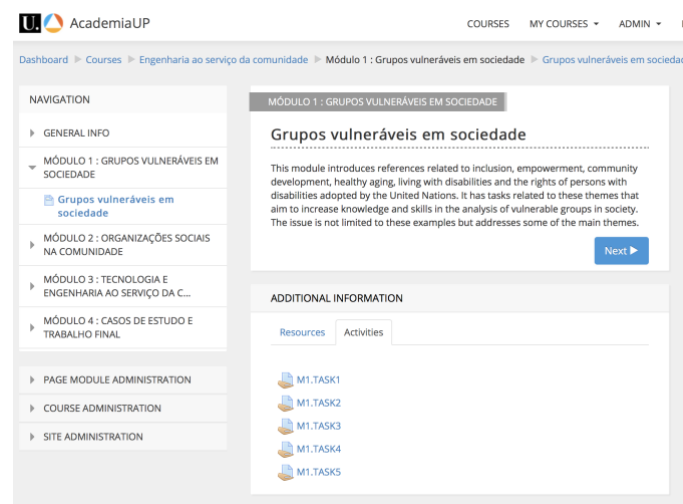 U. AcademiaUP
COURSES MY COURSES ADMIN
Dashboard Courses Engenharia ao serviço da comunidade Módulo 1 : Grupos vulneráveis em sociedade Grupos vulneráveis em
NAVIGATION
GENERAL INFO
MÓDULO 1 : GRUPOS VULNERÁVEIS EM
SOCIEDADE
Grupos vulneráveis em
sociedade
MÓDULO 2 : ORGANIZAÇÕES SOCIAIS
NA COMUNIDADE
MÓDULO 3 : TECNOLOGIA E
ENGENHARIA AO SERVIÇO DA C...
MÓDULO 4 : CASOS DE ESTUDO E
TRABALHO FINAL
PAGE MODULE ADMINISTRATION
COURSE ADMINISTRATION
SITE ADMINISTRATION
MÓDULO 1 : GRUPOS VULNERÁVEIS EM SOCIEDADE
Grupos vulneráveis em sociedade
This module introduces references related to inclusion, empowerment, community
development, healthy aging, living with disabilities and the rights of persons with
disabilities adopted by the United Nations. It has tasks related to these themes that
aim to increase knowledge and skills in the analysis of vulnerable groups in society.
The issue is not limited to these examples but addresses some of the main themes.
Next
ADDITIONAL INFORMATION
Resources Activities
M1.TASK1
M1.TASK2
M1.TASK3
M1.TASK4
M1.TASK5